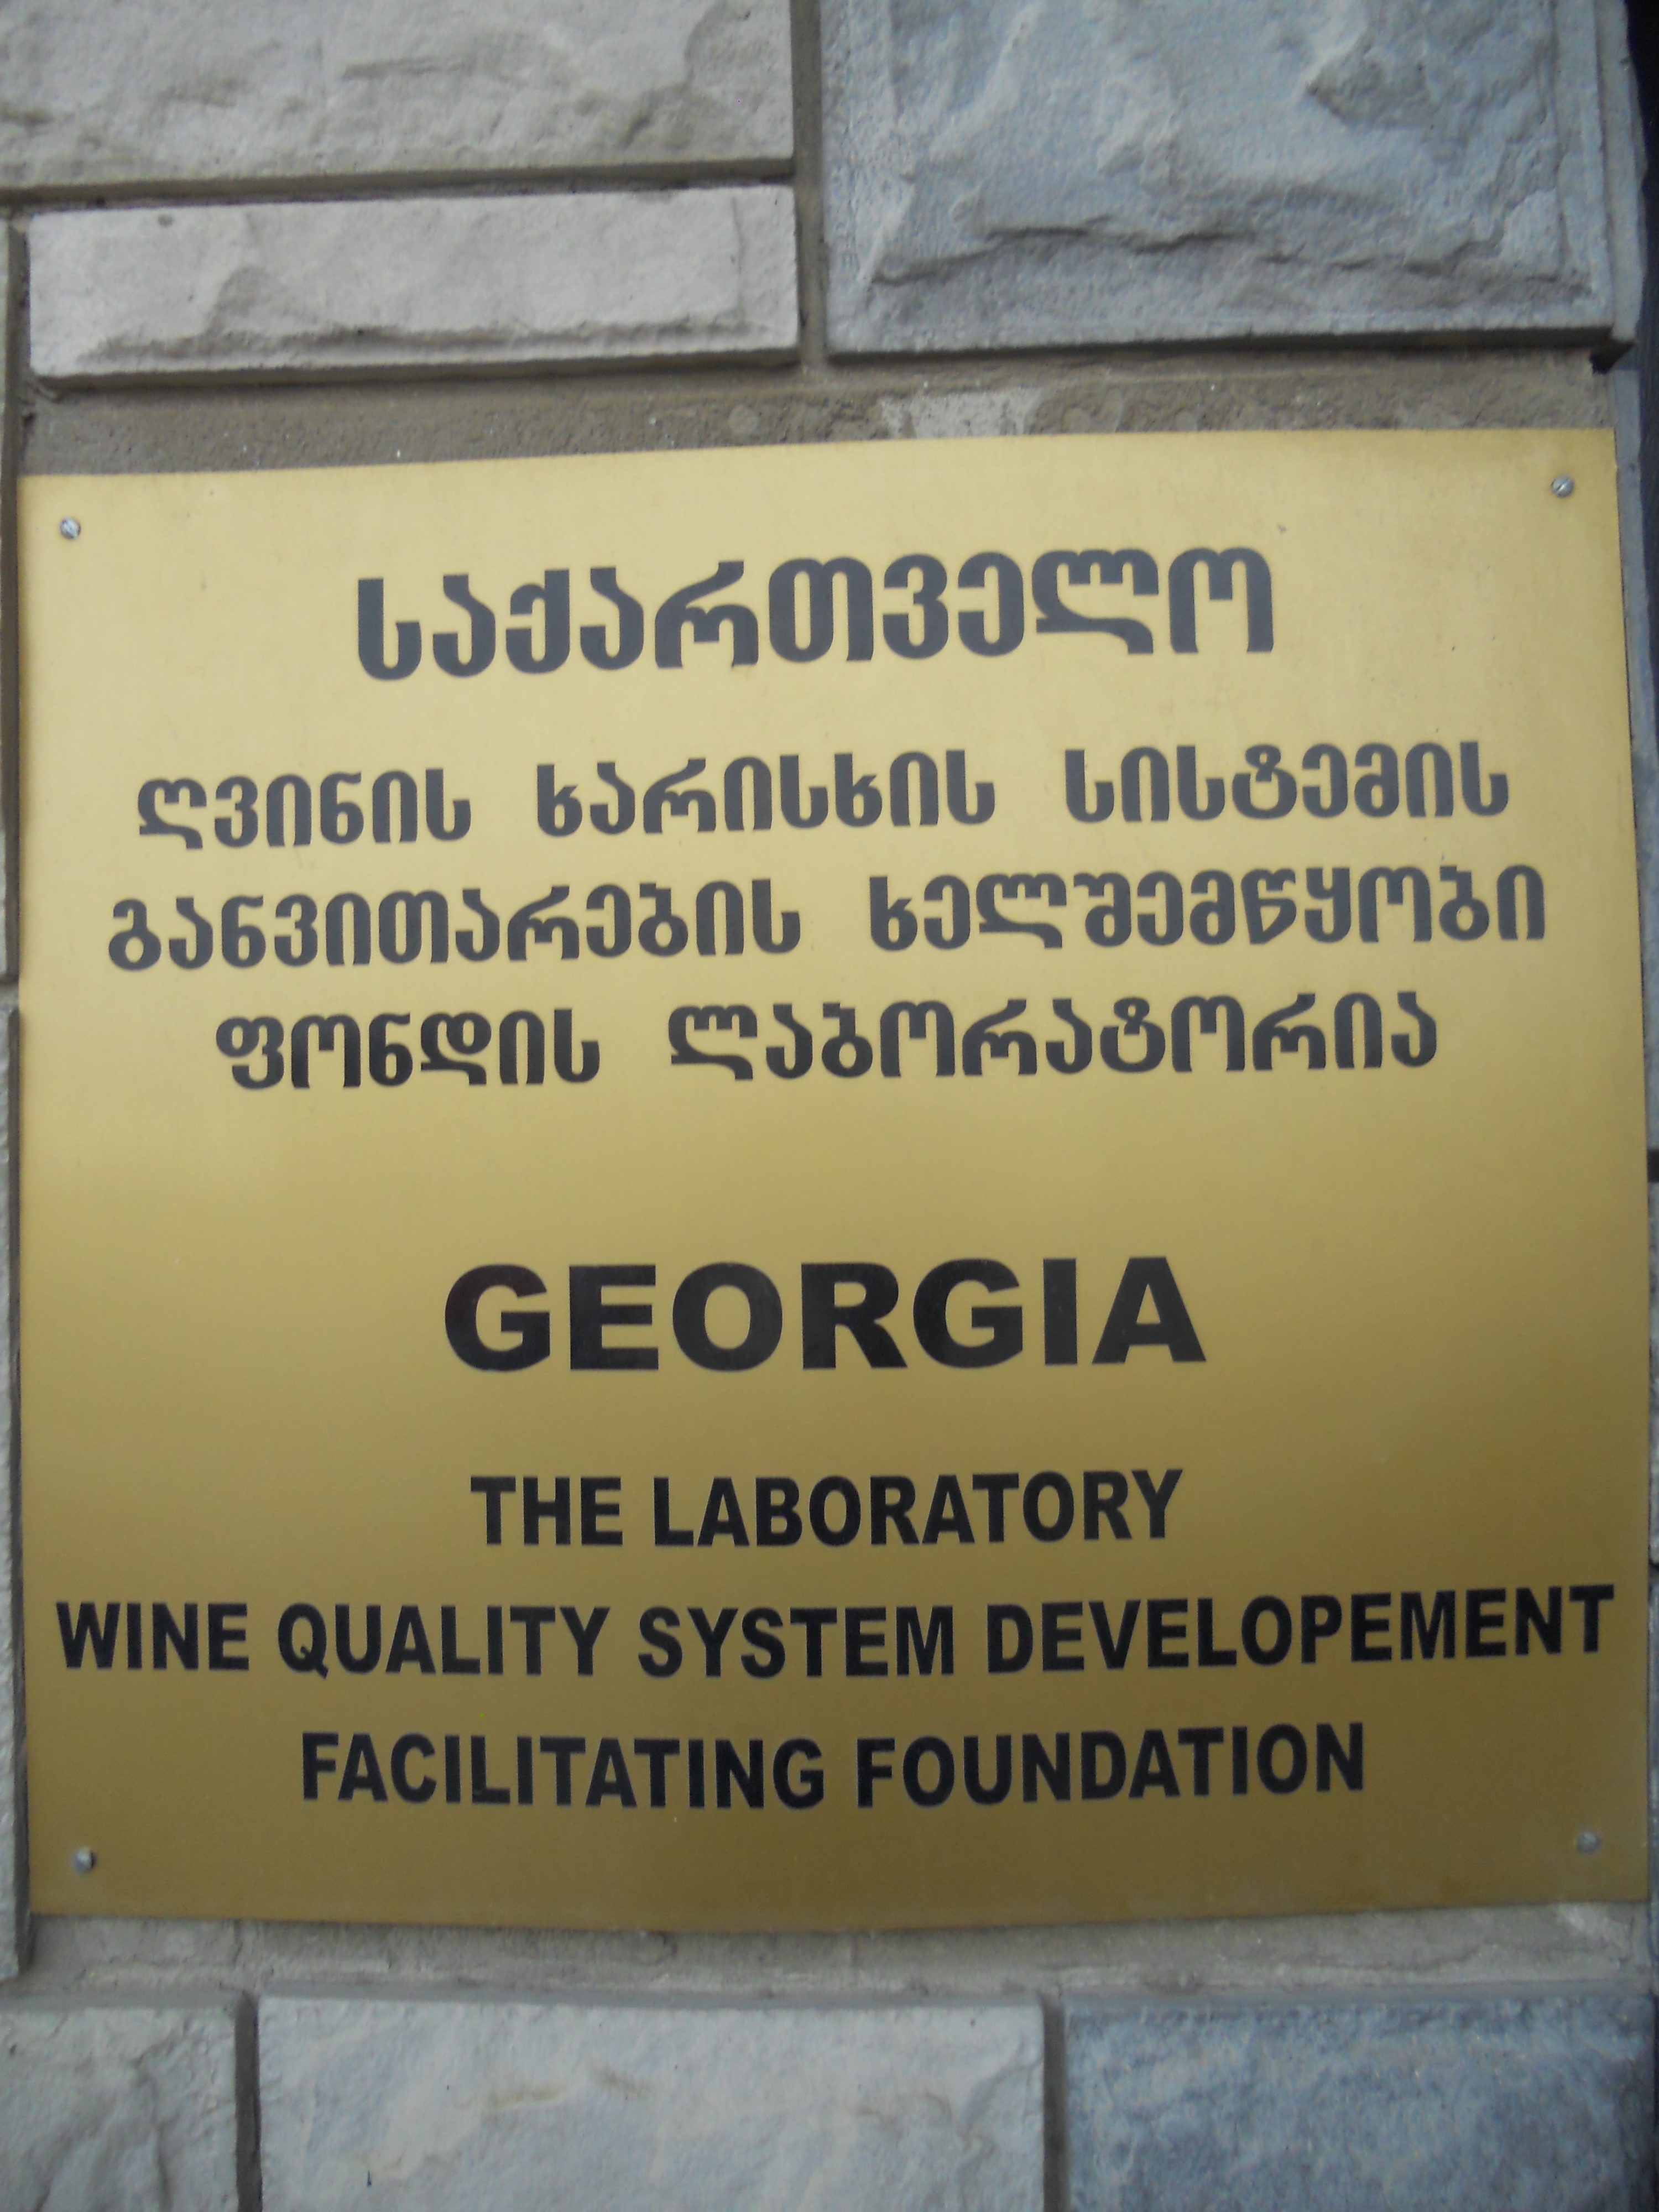 საქართველო
ღვინის ხარისხის სისტემის
განვითარების ხელშემწყობი
ფონდის ლაბორატორია
GEORGIA
THE LABORATORY
WINE QUALITY SYSTEM DEVELOPEMENT
FACILITATING FOUNDATION